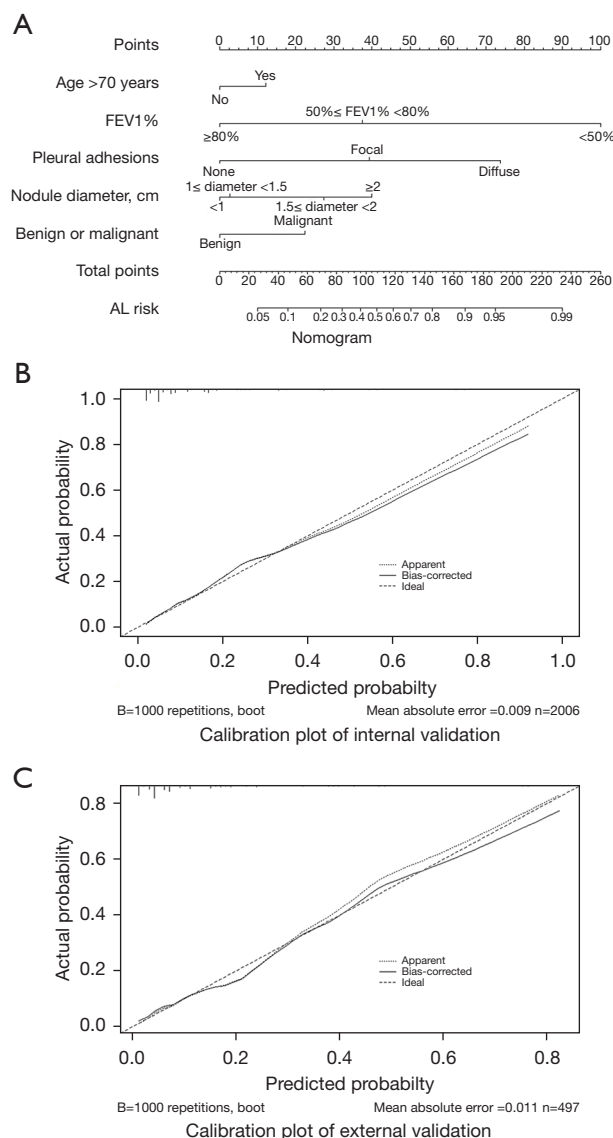 A
Points 0 10 20 30 40 50 60 70 80 90 100
Yes
Age >70 years
No
50%≤ FEV1% <80%
FEV1%
≥80% <50%
Focal
Pleural adhesions
None Diffuse
1≤ diameter <1.5 ≥2
Nodule diameter, cm
<1 1.5≤ diameter <2
Malignant
Benign or malignant
Benign
Total points
0 20 40 60 80 100 120 140 160 180 200 220 240 260
AL risk
0.05 0.1 0.2 0.3 0.4 0.5 0.6 0.7 0.8 0.9 0.95 0.99
Nomogram
B
1.0
0.8
0.6
0.4
0.2
0.0
Actual probability
Apparent
Bias-corrected
Ideal
0.0 0.2 0.4 0.6 0.8 1.0
Predicted probabilty
B=1000 repetitions, boot Mean absolute error =0.009 n=2006
Calibration plot of internal validation
C
0.8
0.6
0.4
0.2
0.0
Actual probability
Apparent
Bias-corrected
Ideal
0.0 0.2 0.4 0.6 0.8
Predicted probabilty
B=1000 repetitions, boot Mean absolute error =0.011 n=497
Calibration plot of external validation